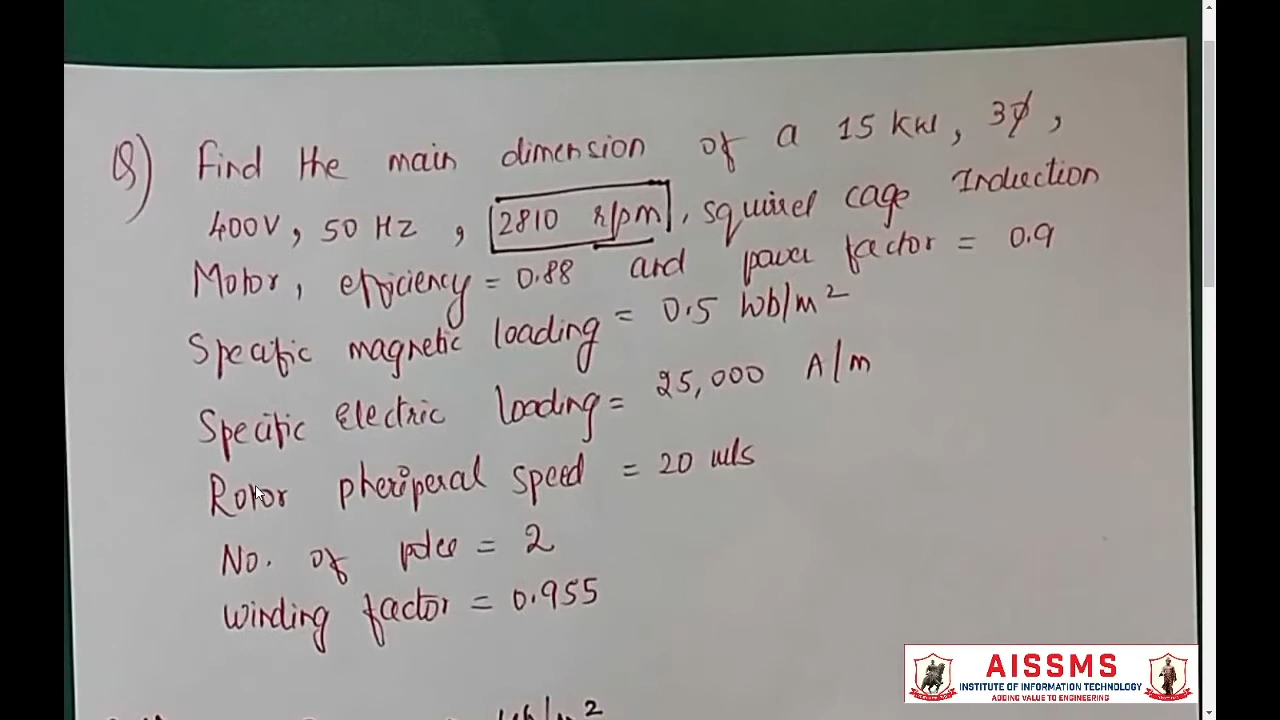 Q) Find the main dimension of a 15 kW, 3φ,
400V, 50 Hz, 2810 r/pm, squirrel cage Induction
Motor, efficiency = 0.88 and power factor = 0.9
Specific magnetic loading = 0.5 Wb/m²
Specific Electric loading = 25,000 A/m
Rotor pheriperal speed = 20 m/s
No. of poles = 2
Winding factor = 0.955
AISSMS
INSTITUTE OF INFORMATION TECHNOLOGY
ADDING VALUE TO ENGINEERING